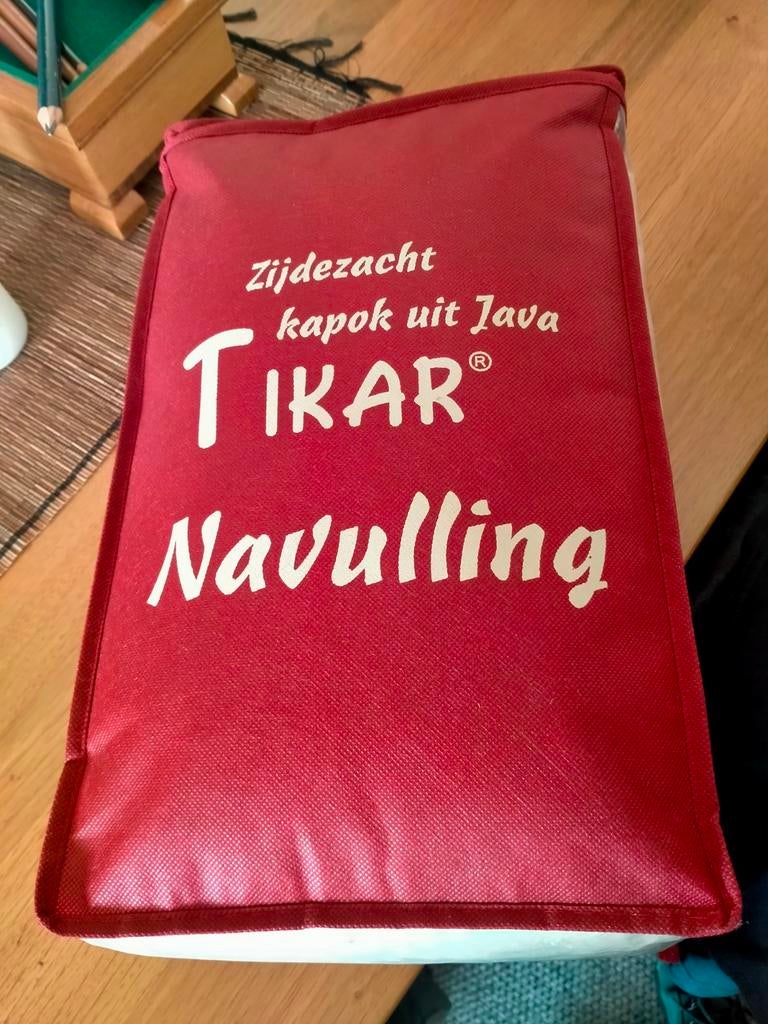 Zijdezacht
kapok uit Java
TIKAR®
Navulling